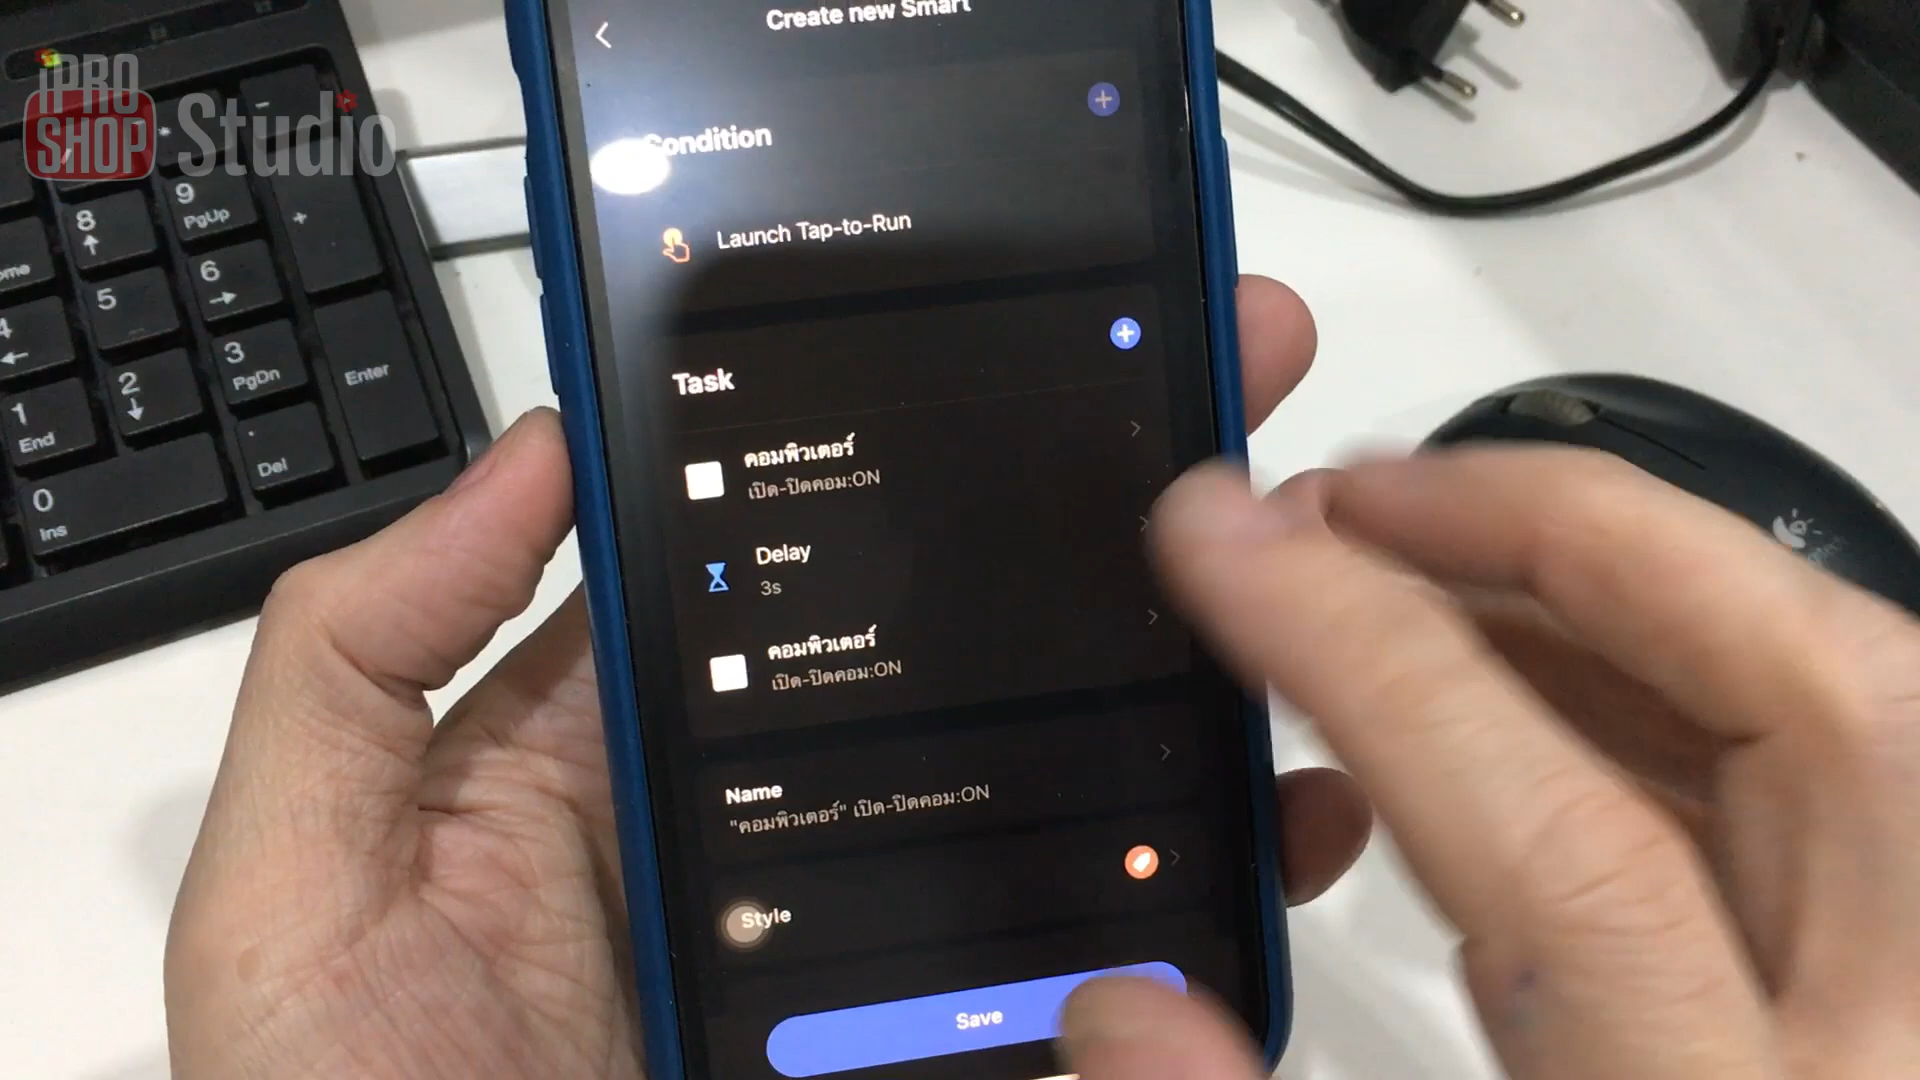 iPRO
SHOP Studio
Create new Smart
Condition
Launch Tap-to-Run
Task
คอมพิวเตอร์
เปิด-ปิดคอม:ON
Delay
3s
คอมพิวเตอร์
เปิด-ปิดคอม:ON
Name
"คอมพิวเตอร์" เปิด-ปิดคอม:ON
Style
Save
-
*
/
8
9
PgUp
+
4
5
6
1
End
2
3
PgDn
Enter
0
Ins
.
Del